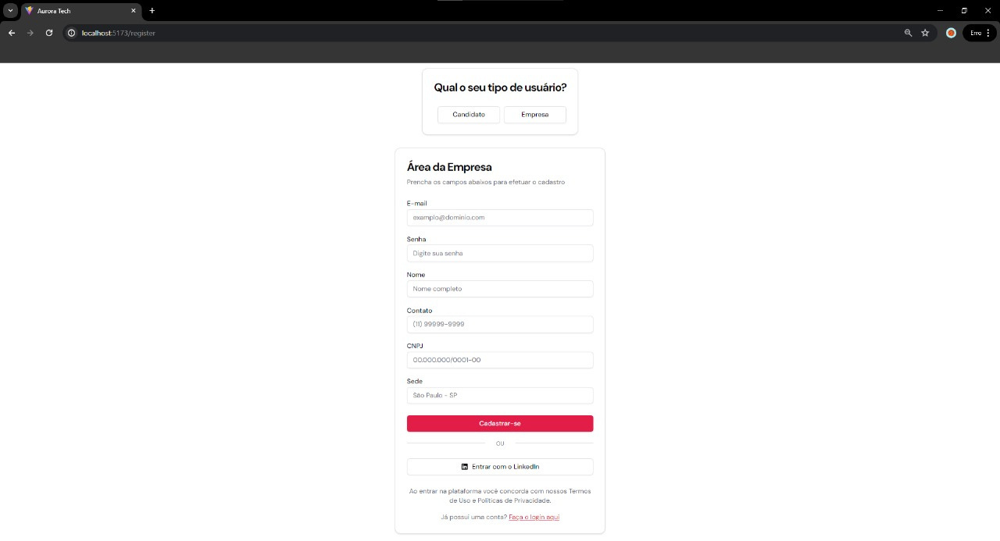 Aurora Tech
localhost:5173/register
Erro
Qual o seu tipo de usuário?
Candidato
Empresa
Área da Empresa
Prencha os campos abaixos para efetuar o cadastro
E-mail
examplo@dominio.com
Senha
Digite sua senha
Nome
Nome completo
Contato
(11) 99999-9999
CNPJ
00.000.000/0001-00
Sede
São Paulo - SP
Cadastrar-se
OU
Entrar com o LinkedIn
Ao entrar na plataforma você concorda com nossos Termos
de Uso e Políticas de Privacidade.
Já possui uma conta? Faça o login aqui